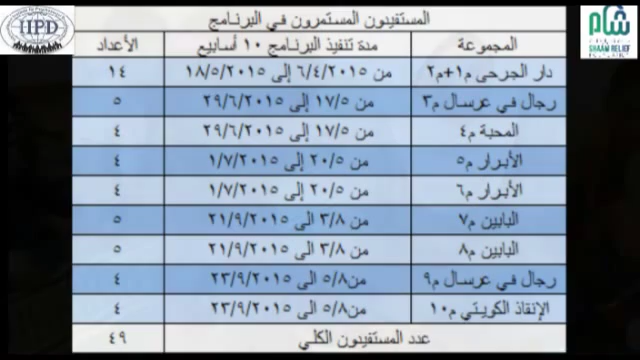 IIPD
شام
SHAAM RELIEF
المستفيدون المستمرون في البرنامج
المجموعة مدة تنفيذ البرنامج ١٠ أسابيع الأعداد
دار الجرحى م١+م٢ من ٦/٤/٢٠١٥ إلى ١٨/٥/٢٠١٥ ١٤
رجال في عرسال م٣ من ١٧/٥ إلى ٢٩/٦/٢٠١٥ ٥
المحبة م٤ من ١٧/٥ إلى ٢٩/٦/٢٠١٥ ٤
الأبرار م٥ من ٢٠/٥ إلى ١/٧/٢٠١٥ ٤
الأبرار م٦ من ٢٠/٥ إلى ١/٧/٢٠١٥ ٤
البابين م٧ من ٣/٨ الى ٢١/٩/٢٠١٥ ٥
البابين م٨ من ٣/٨ الى ٢١/٩/٢٠١٥ ٥
رجال في عرسال م٩ من٥/٨ الى ٢٣/٩/٢٠١٥ ٤
الإنقاذ الكويتي م١٠ من٥/٨ الى ٢٣/٩/٢٠١٥ ٤
عدد المستفيدون الكلي ٤٩